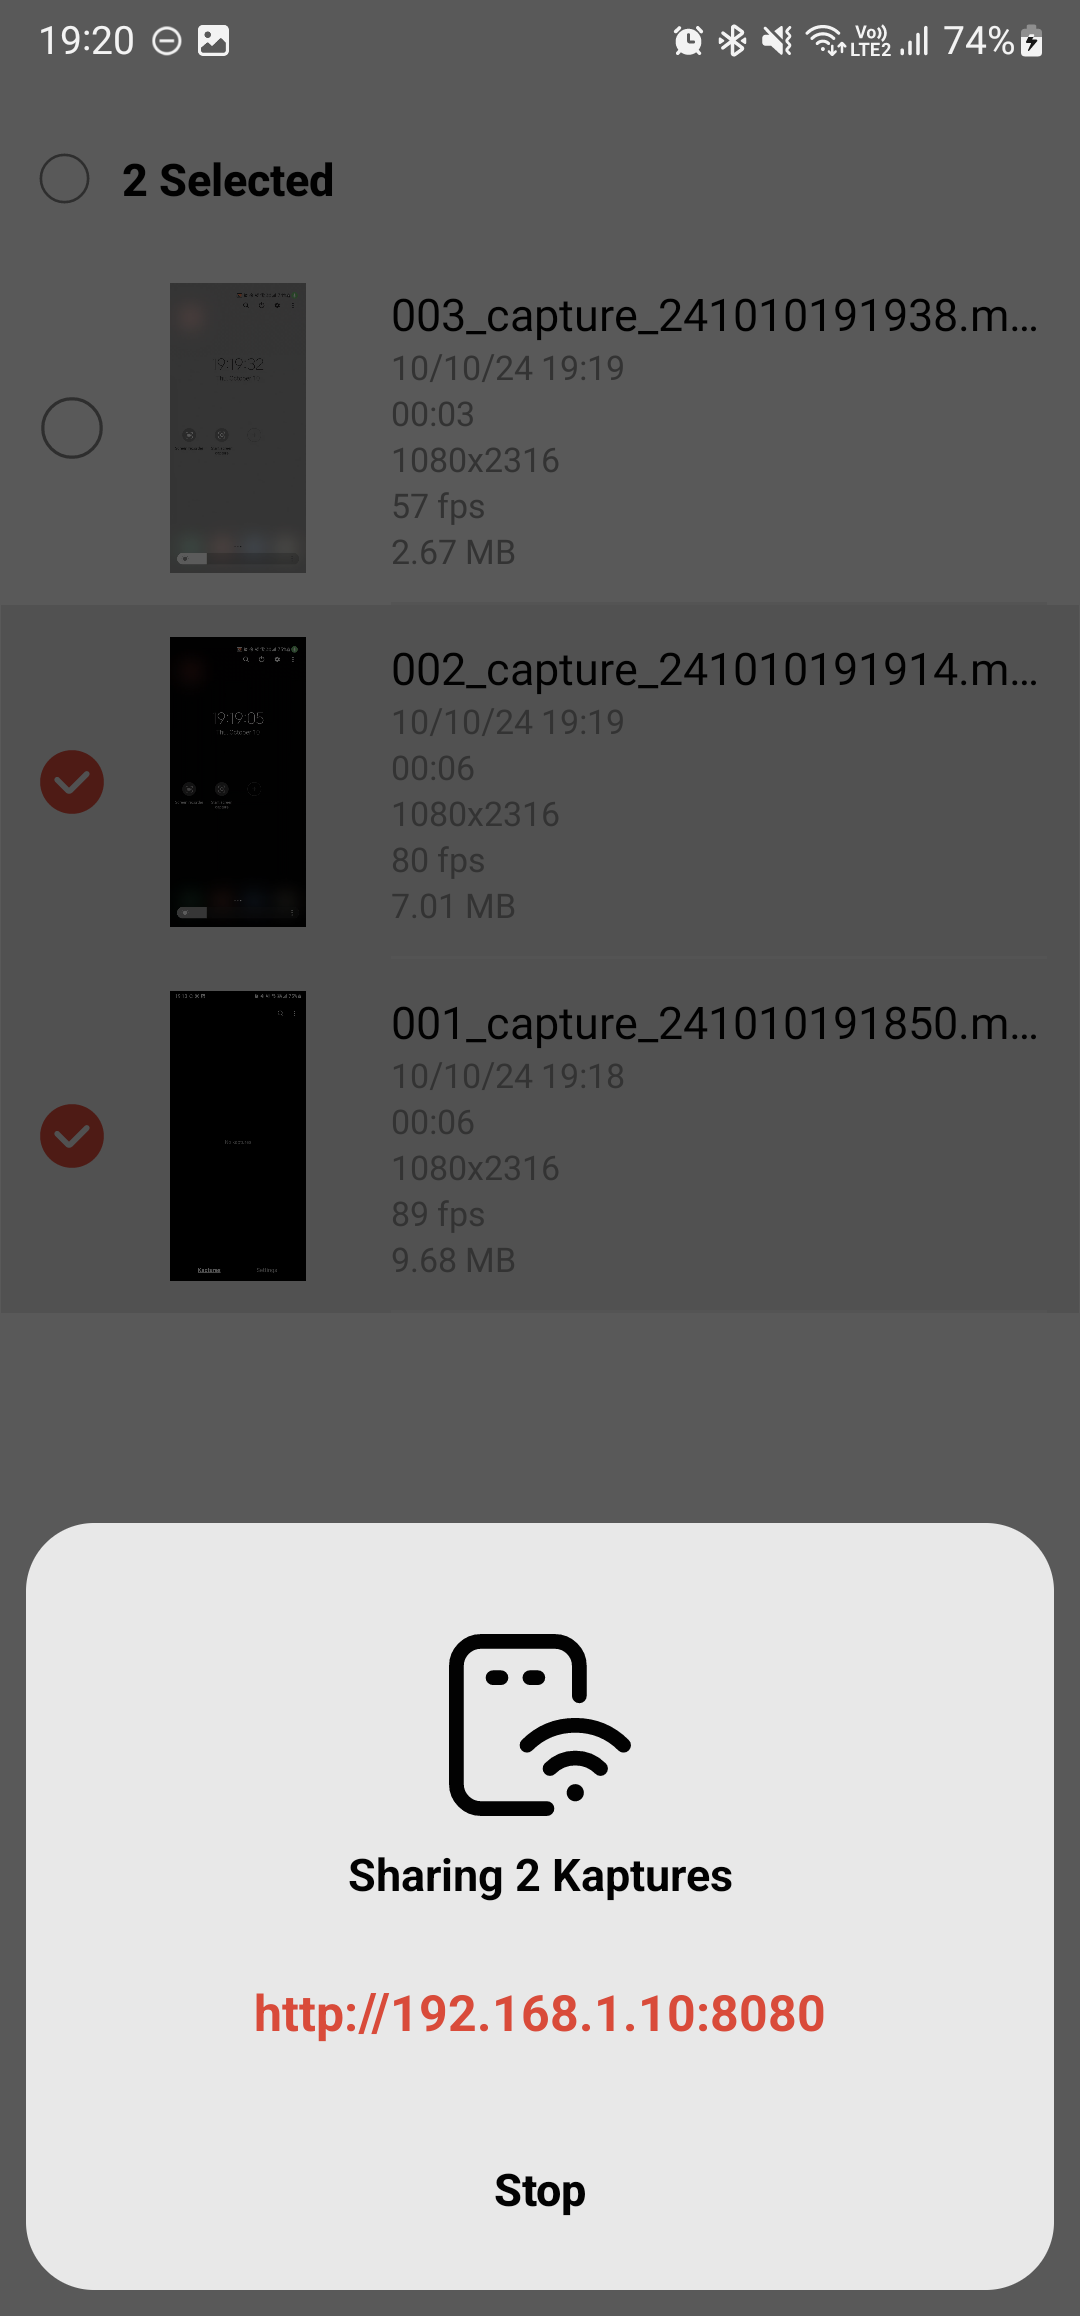 19:20
Vo)) LTE2 74%
2 Selected
19:19:32
003_capture_241010191938.m...
10/10/24 19:19
00:03
1080x2316
57 fps
2.67 MB
19:19:05
002_capture_241010191914.m...
10/10/24 19:19
00:06
1080x2316
80 fps
7.01 MB
001_capture_241010191850.m...
10/10/24 19:18
00:06
1080x2316
89 fps
9.68 MB
Kaptures Settings
Sharing 2 Kaptures
http://192.168.1.10:8080
Stop